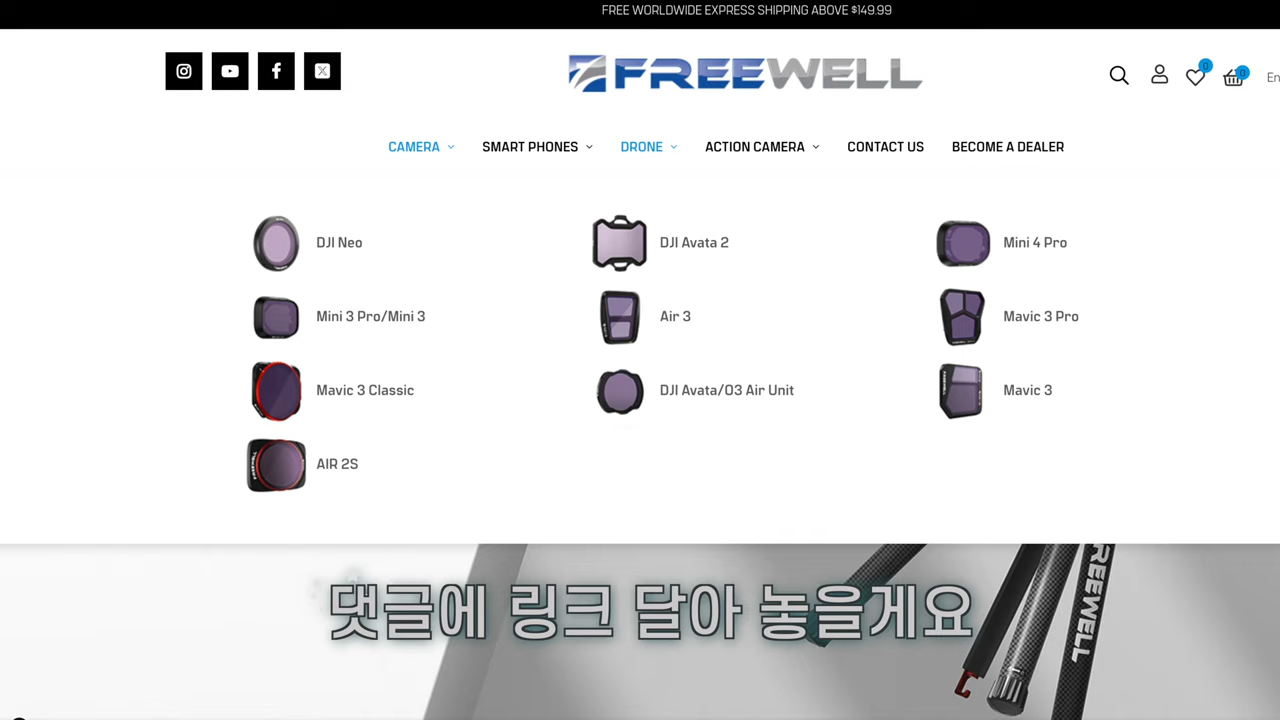 FREE WORLDWIDE EXPRESS SHIPPING ABOVE $149.99
FREEWELL
0
0
En
CAMERA
SMART PHONES
DRONE
ACTION CAMERA
CONTACT US
BECOME A DEALER
DJI Neo
DJI Avata 2
Mini 4 Pro
Mini 3 Pro/Mini 3
Air 3
Mavic 3 Pro
Mavic 3 Classic
DJI Avata/O3 Air Unit
Mavic 3
AIR 2S
댓글에 링크 달아 놓을게요
FREEWELL